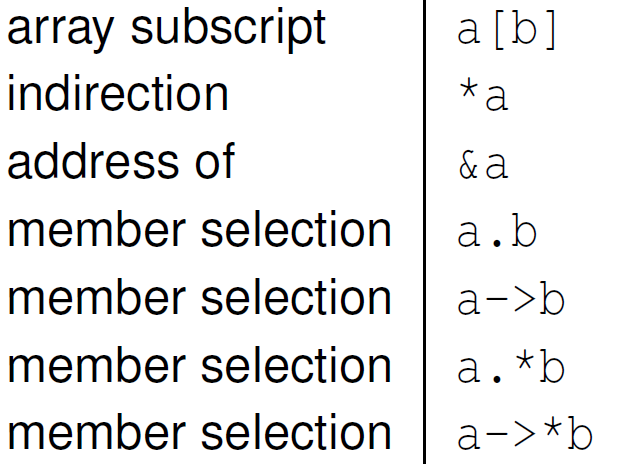 array subscript a[b]
indirection *a
address of &a
member selection a.b
member selection a->b
member selection a.*b
member selection a->*b